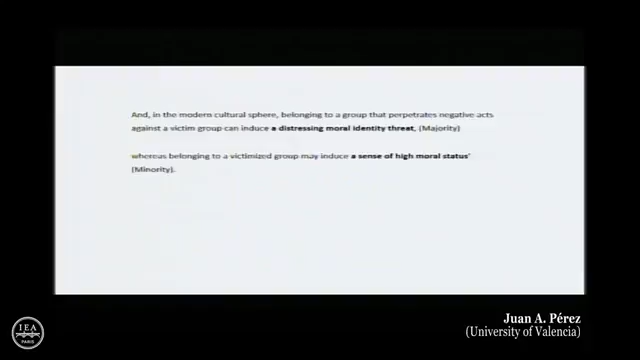 And, in the modern cultural sphere, belonging to a group that perpetrates negative acts
against a victim group can induce a distressing moral identity threat, (Majority)
whereas belonging to a victimized group may induce a sense of high moral status'
(Minority).
IEA
PARIS
Juan A. Pérez
(University of Valencia)